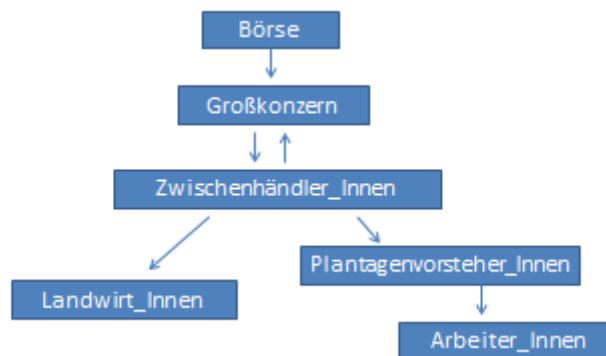 Börse
Großkonzern
Zwischenhändler_Innen
Plantagenvorsteher_Innen
Landwirt_Innen
Arbeiter_Innen